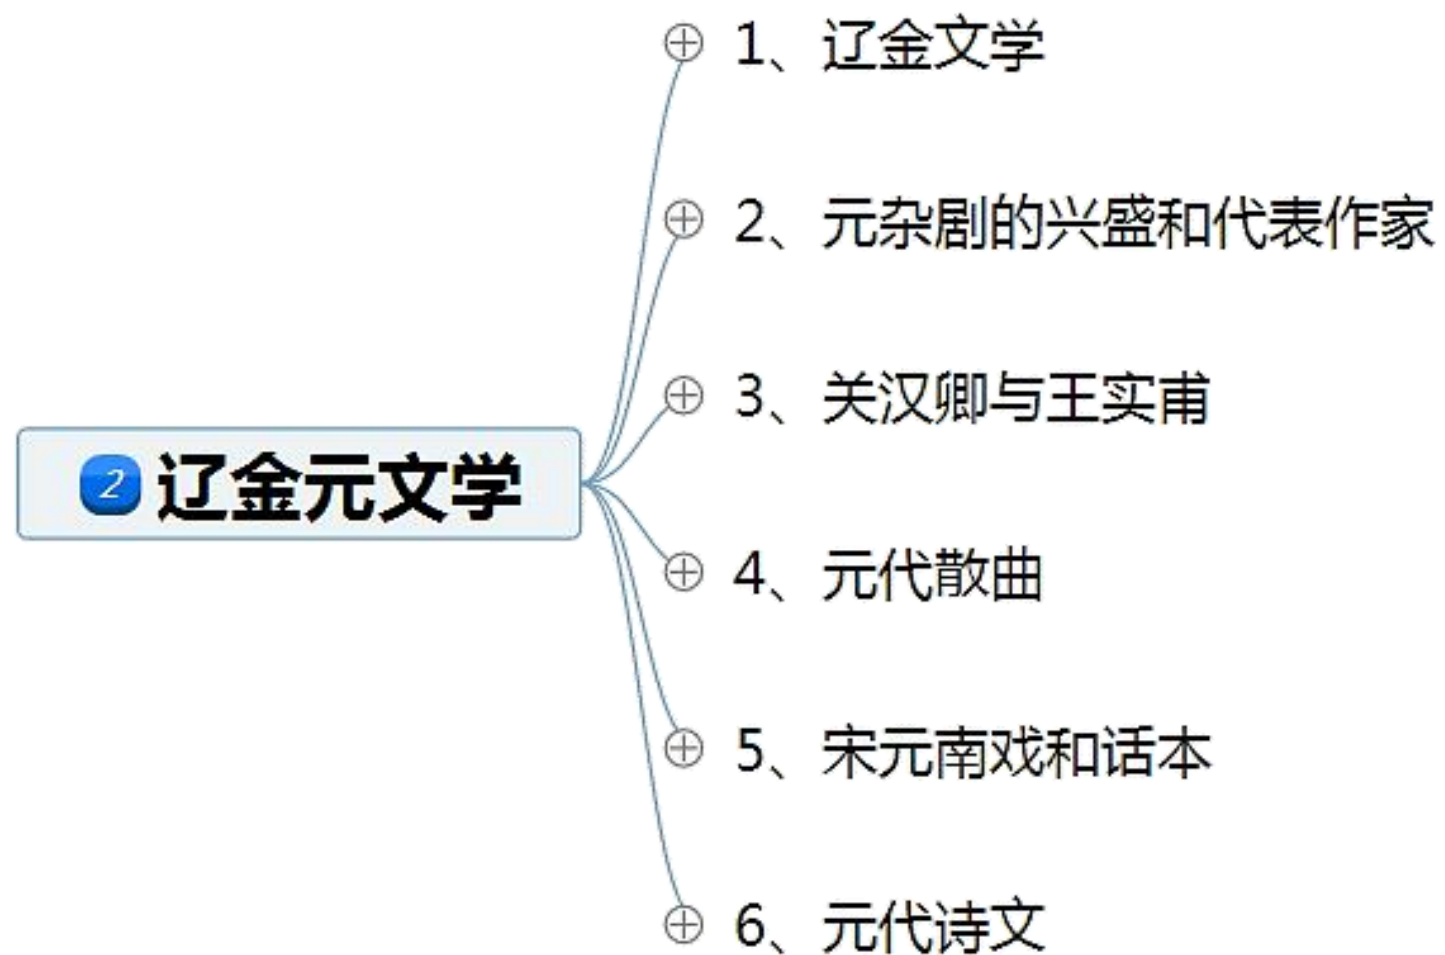 1、辽金文学
2、元杂剧的兴盛和代表作家
3、关汉卿与王实甫
2 辽金元文学
4、元代散曲
5、宋元南戏和话本
6、元代诗文